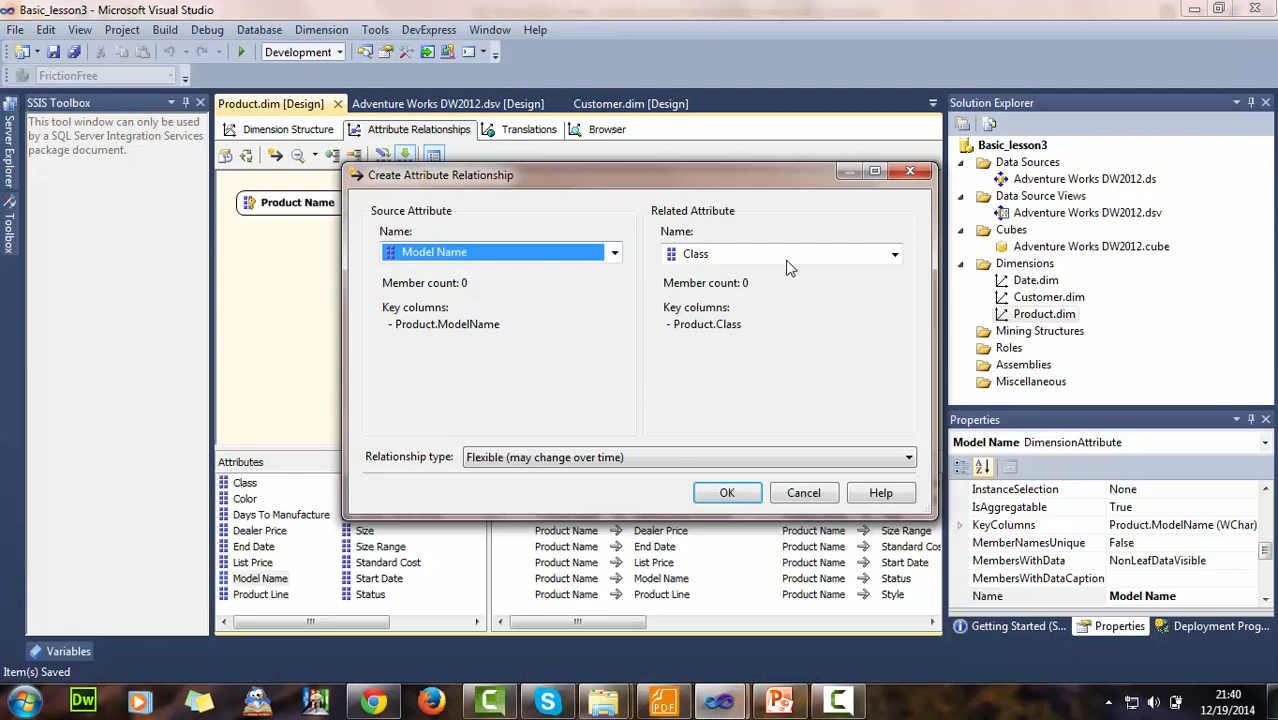 Basic_lesson3 - Microsoft Visual Studio
File Edit View Project Build Debug Database Dimension Tools DevExpress Window Help
Development
FrictionFree
SSIS Toolbox
This tool window can only be used
by a SQL Server Integration Services
package document.
Server Explorer
Toolbox
Product.dim [Design]
Adventure Works DW2012.dsv [Design]
Customer.dim [Design]
Dimension Structure
Attribute Relationships
Translations
Browser
Product Name
Create Attribute Relationship
Source Attribute
Name:
Model Name
Member count: 0
Key columns:
- Product.ModelName
Related Attribute
Name:
Class
Member count: 0
Key columns:
- Product.Class
Relationship type:
Flexible (may change over time)
OK
Cancel
Help
Attributes
Class
Color
Days To Manufacture
Dealer Price
End Date
List Price
Model Name
Product Line
Size
Size Range
Standard Cost
Start Date
Status
Product Name Dealer Price
Product Name End Date
Product Name List Price
Product Name Model Name
Product Name Product Line
Product Name Size Range
Product Name Standard Co
Product Name Start Date
Product Name Status
Product Name Style
Solution Explorer
Basic_lesson3
Data Sources
Adventure Works DW2012.ds
Data Source Views
Adventure Works DW2012.dsv
Cubes
Adventure Works DW2012.cube
Dimensions
Date.dim
Customer.dim
Product.dim
Mining Structures
Roles
Assemblies
Miscellaneous
Properties
Model Name DimensionAttribute
InstanceSelection None
IsAggregatable True
KeyColumns Product.ModelName (WChar)
MemberNamesUnique False
MembersWithData NonLeafDataVisible
MembersWithDataCaption
Name Model Name
Getting Started (S...
Properties
Deployment Prog...
Variables
Item(s) Saved
Dw
PDF
21:40
12/19/2014